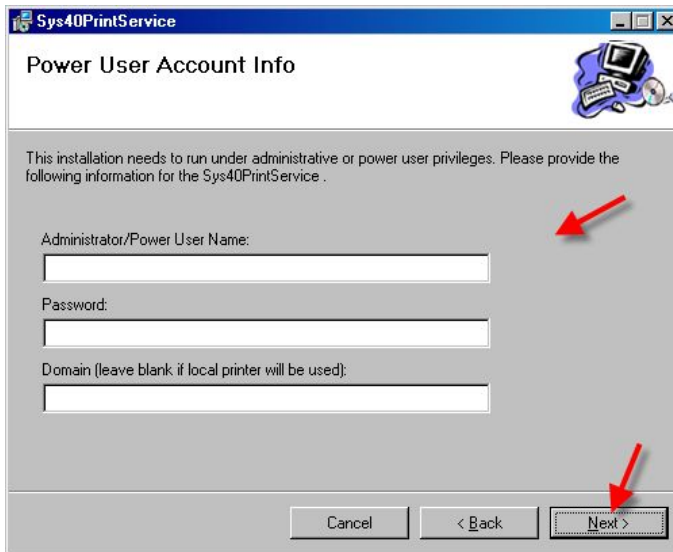 Sys40PrintService
Power User Account Info
This installation needs to run under administrative or power user privileges. Please provide the
following information for the Sys40PrintService .
Administrator/Power User Name:
Password:
Domain (leave blank if local printer will be used):
Cancel
< Back
Next >